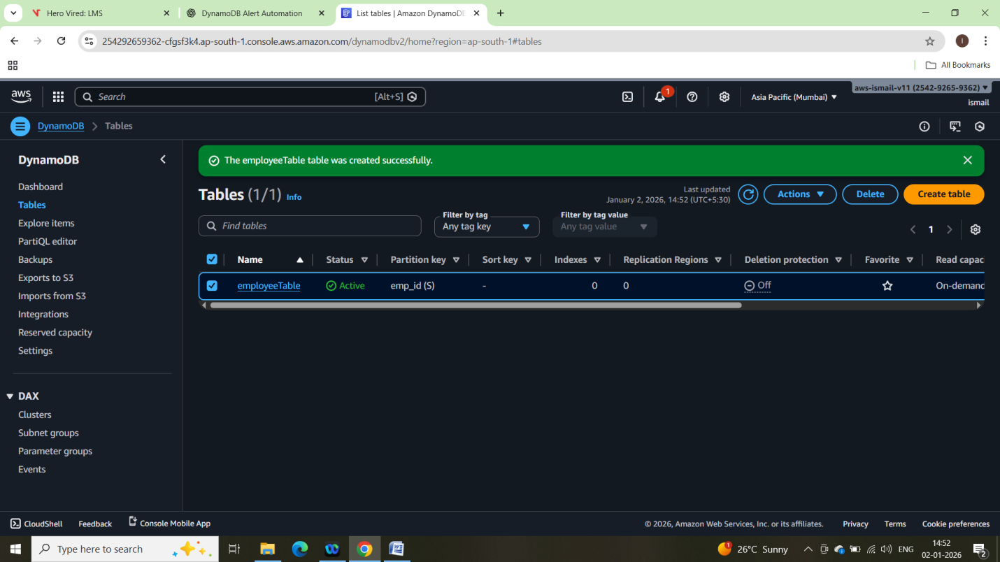 Hero Vired: LMS
DynamoDB Alert Automation
List tables | Amazon DynamoDB
254292659362-cfgsf3k4.ap-south-1.console.aws.amazon.com/dynamodbv2/home?region=ap-south-1#tables
I
All Bookmarks
aws
Search
[Alt+S]
1
Asia Pacific (Mumbai)
aws-ismail-v11 (2542-9265-9362)
ismail
DynamoDB
Tables
DynamoDB
Dashboard
Tables
Explore items
PartiQL editor
Backups
Exports to S3
Imports from S3
Integrations
Reserved capacity
Settings
DAX
Clusters
Subnet groups
Parameter groups
Events
The employeeTable table was created successfully.
Tables (1/1) Info
Last updated
January 2, 2026, 14:52 (UTC+5:30)
Actions
Delete
Create table
Find tables
Filter by tag
Any tag key
Filter by tag value
Any tag value
1
Name Status Partition key Sort key Indexes Replication Regions Deletion protection Favorite Read capac
employeeTable Active emp_id (S) - 0 0 Off On-demand
CloudShell Feedback Console Mobile App
© 2026, Amazon Web Services, Inc. or its affiliates. Privacy Terms Cookie preferences
Type here to search
1
26°C Sunny
ENG
14:52
02-01-2026
2